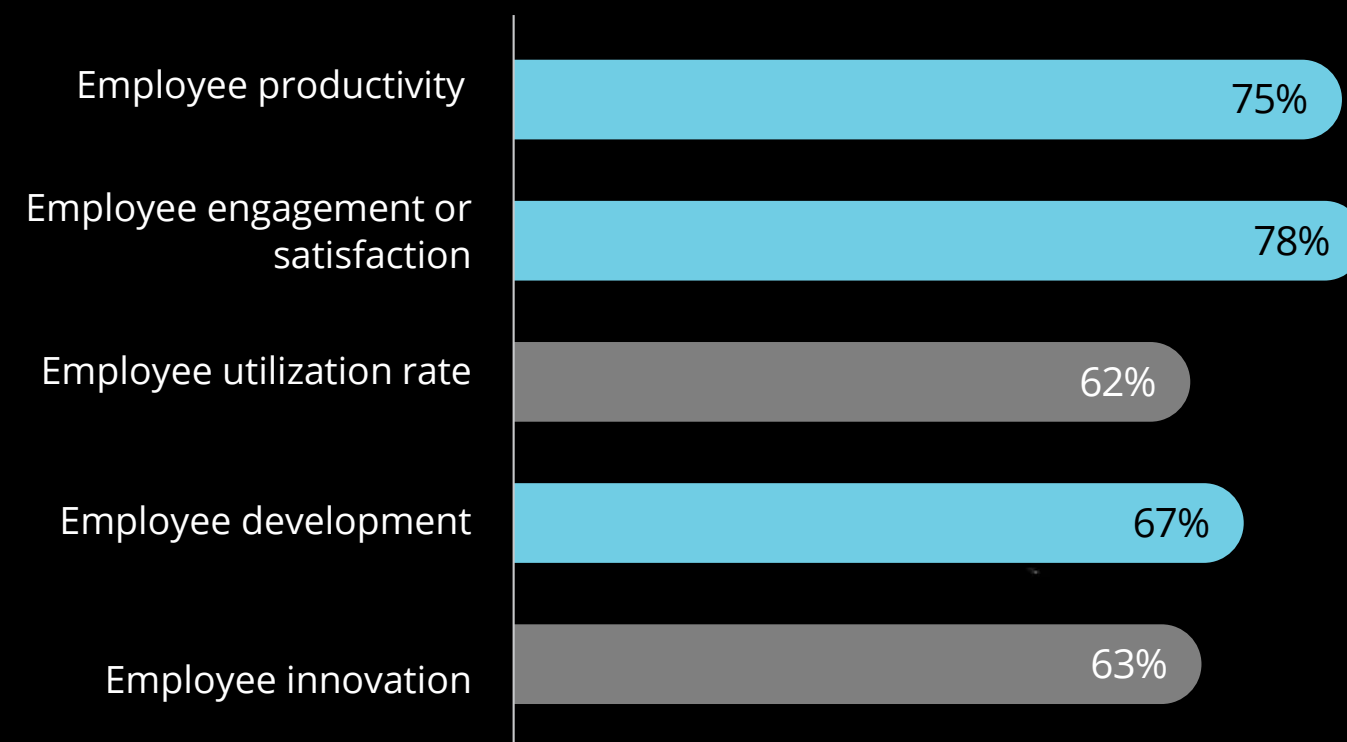 Employee productivity
75%
Employee engagement or
satisfaction
78%
Employee utilization rate
62%
Employee development
67%
Employee innovation
63%